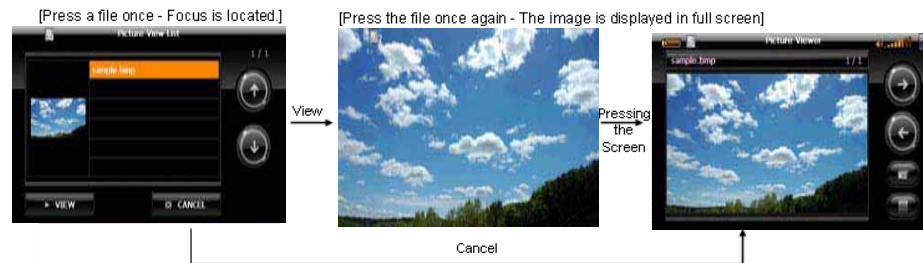 [Press a file once - Focus is located.]
[Press the file once again - The image is displayed in full screen]
Picture View List
1 / 1
sample.bmp
VIEW
CANCEL
View
Pressing
the
Screen
Picture Viewer
sample.bmp
1/1
Cancel